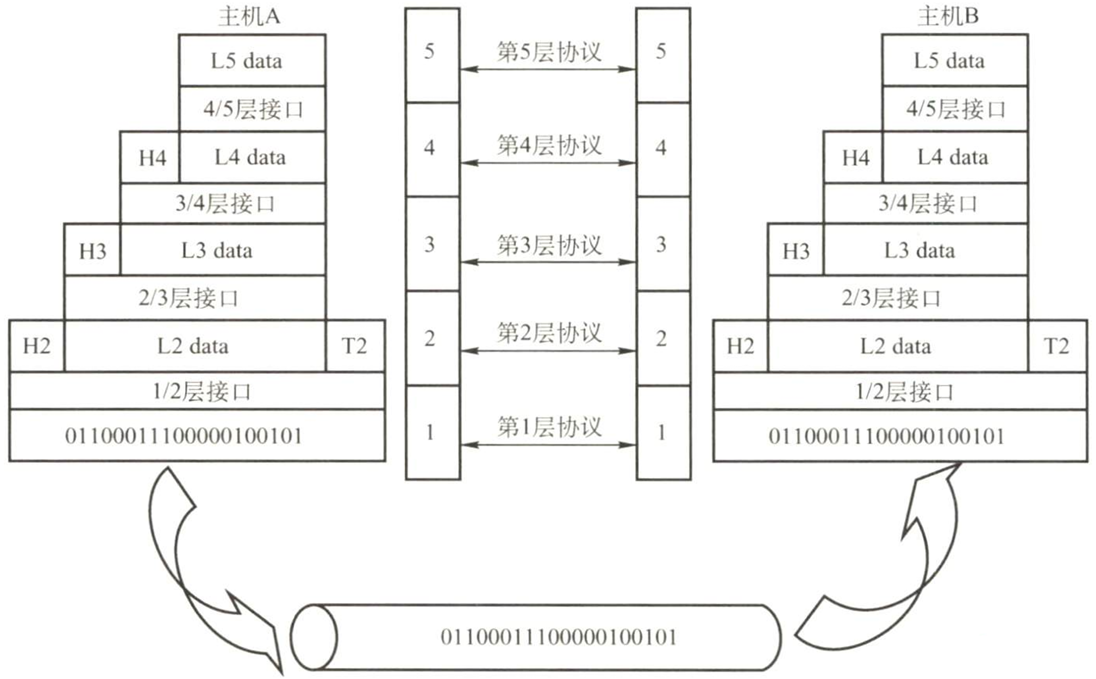 主机A
L5 data
4/5层接口
H4 L4 data
3/4层接口
H3 L3 data
2/3层接口
H2 L2 data T2
1/2层接口
01100011100000100101
5 第5层协议 5
4 第4层协议 4
3 第3层协议 3
2 第2层协议 2
1 第1层协议 1
主机B
L5 data
4/5层接口
H4 L4 data
3/4层接口
H3 L3 data
2/3层接口
H2 L2 data T2
1/2层接口
01100011100000100101
01100011100000100101